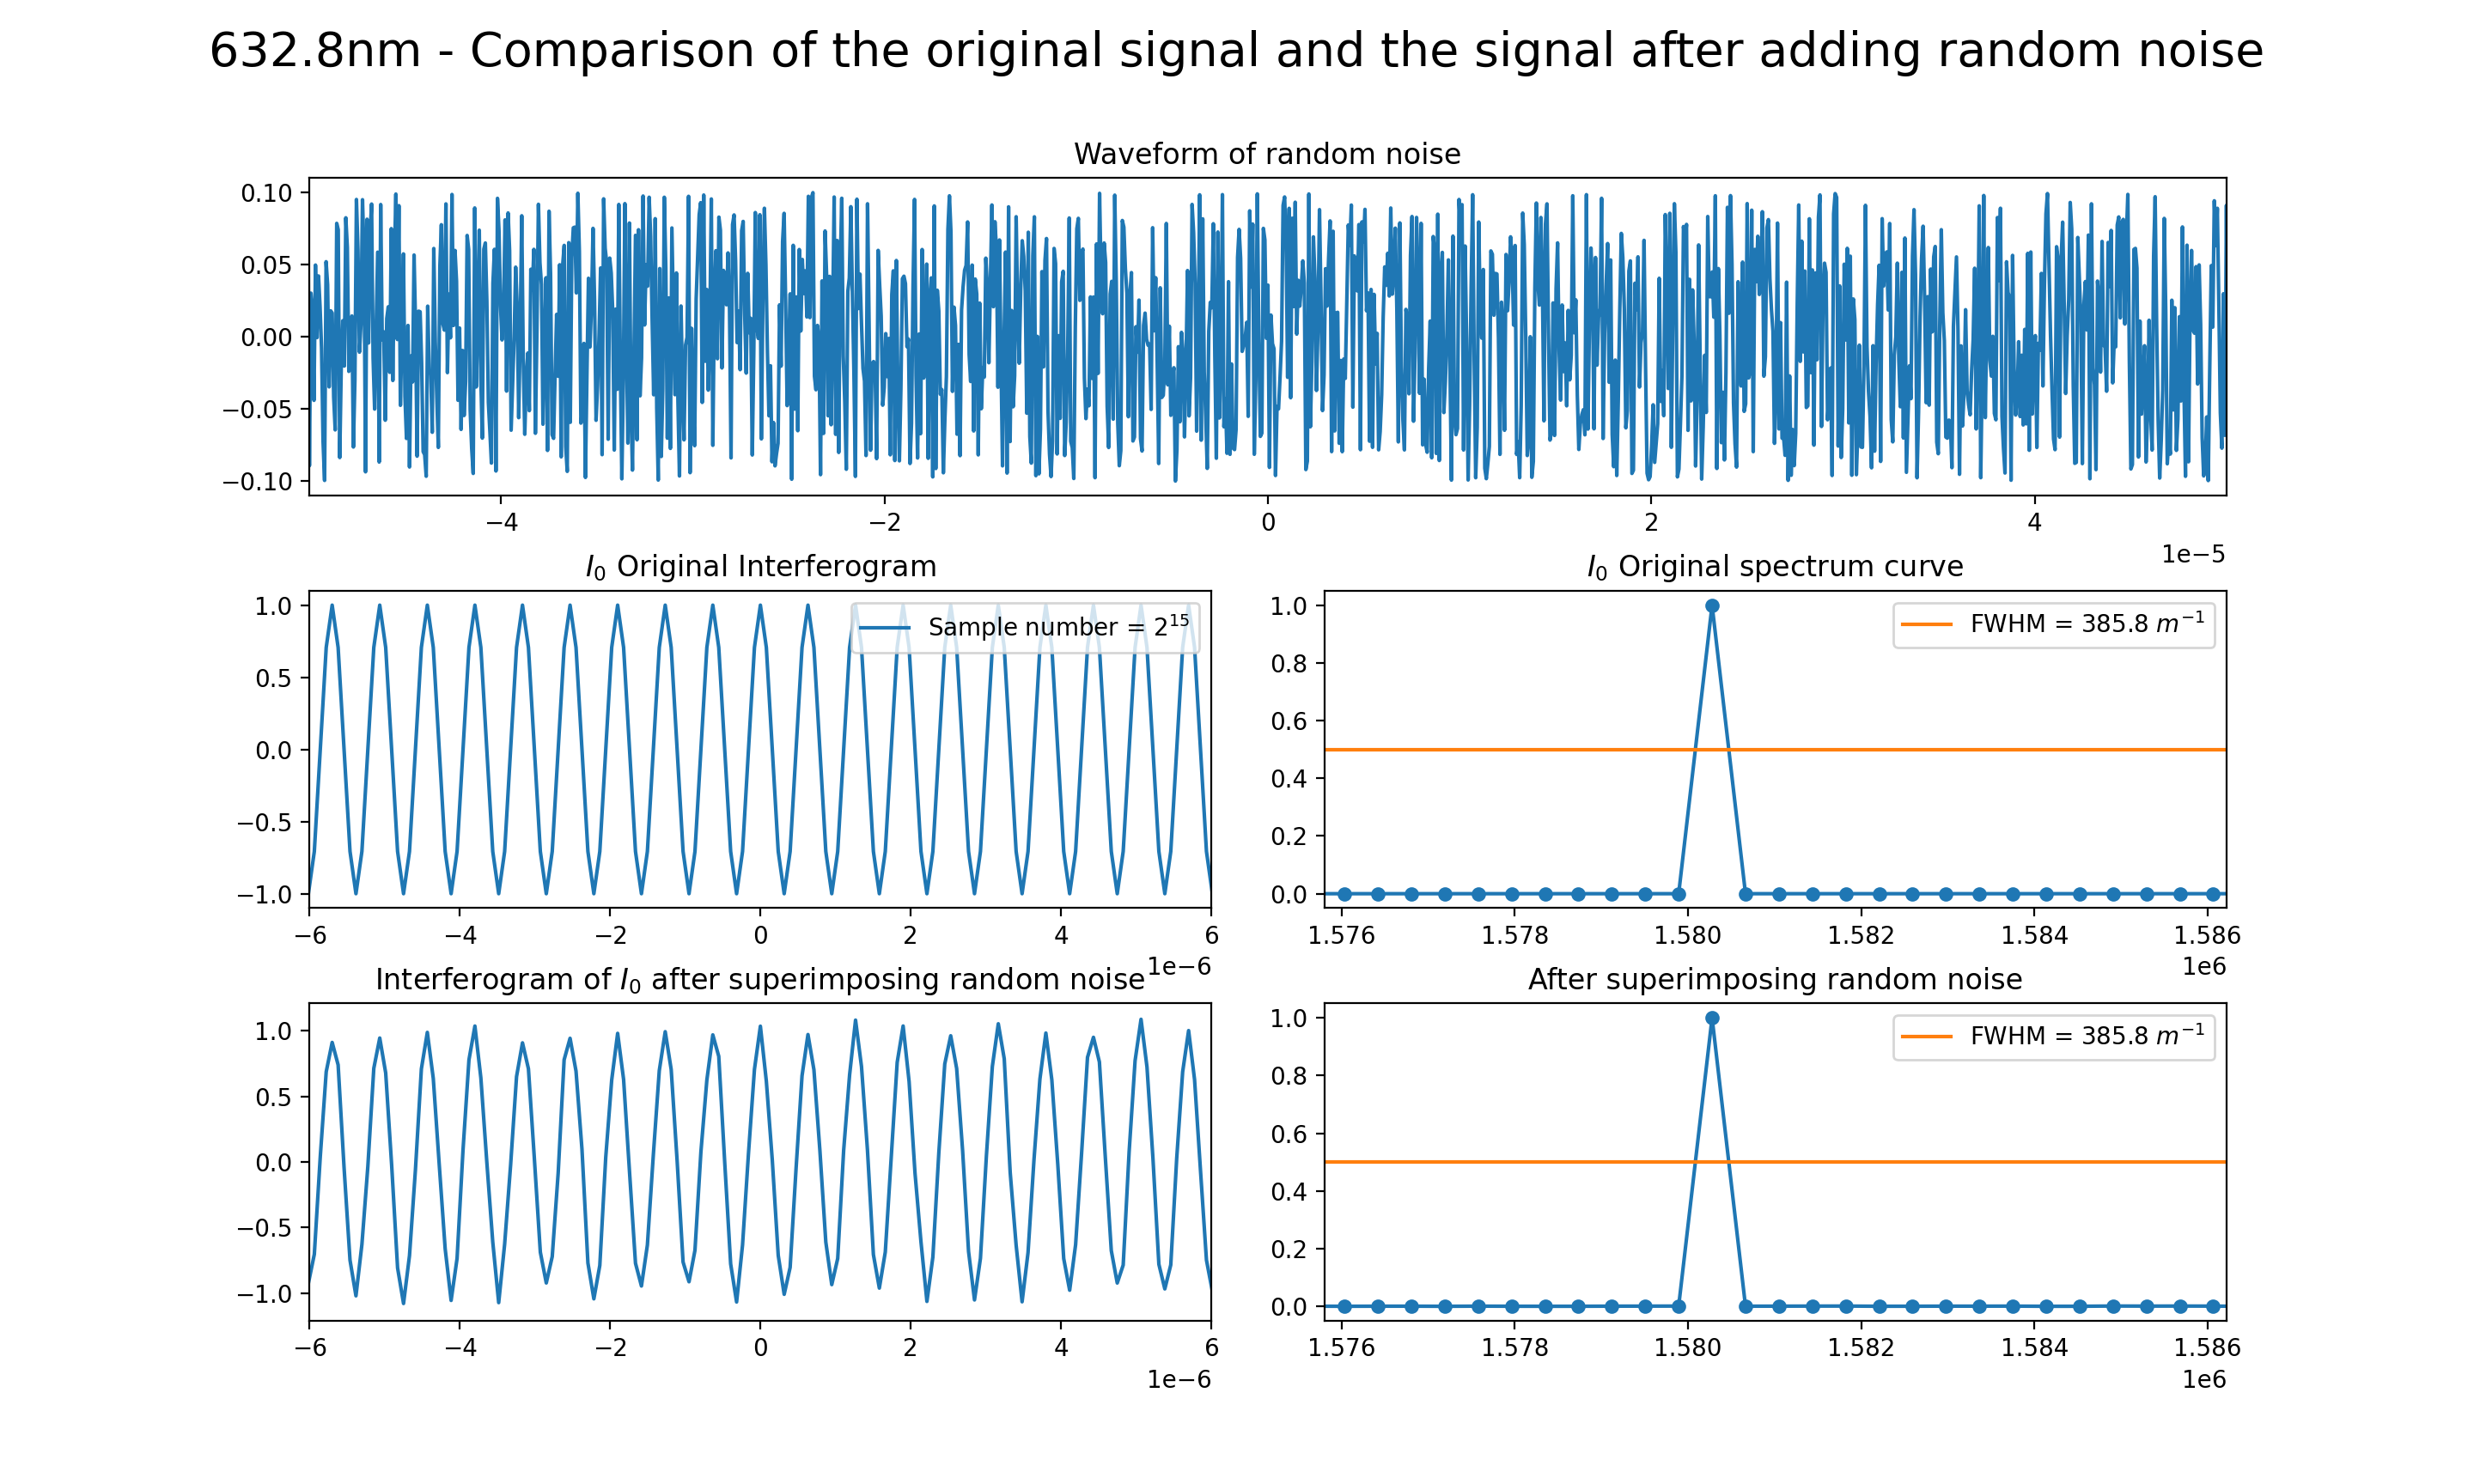 632.8nm - Comparison of the original signal and the signal after adding random noise
Waveform of random noise
0.10
0.05
0.00
−0.05
−0.10
−4 −2 0 2 4
1e−5
I₀ Original Interferogram
1.0
0.5
0.0
−0.5
−1.0
Sample number = 2¹⁵
−6 −4 −2 0 2 4 6
1e−6
I₀ Original spectrum curve
1.0
0.8
0.6
0.4
0.2
0.0
FWHM = 385.8 m⁻¹
1.576 1.578 1.580 1.582 1.584 1.586
1e6
Interferogram of I₀ after superimposing random noise
1.0
0.5
0.0
−0.5
−1.0
−6 −4 −2 0 2 4 6
1e−6
After superimposing random noise
1.0
0.8
0.6
0.4
0.2
0.0
FWHM = 385.8 m⁻¹
1.576 1.578 1.580 1.582 1.584 1.586
1e6